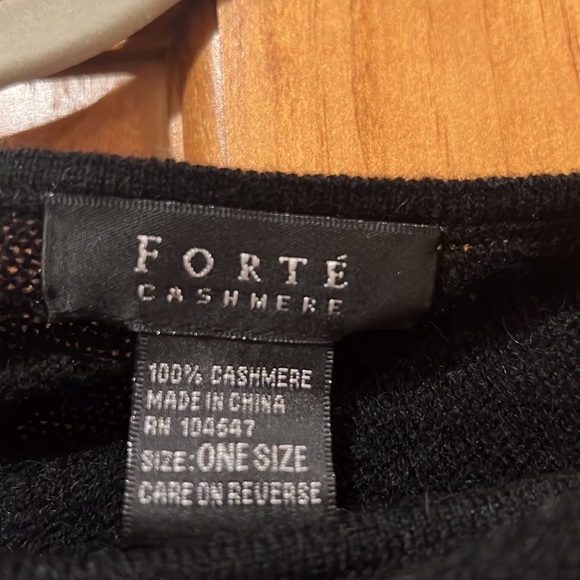 FORTÉ
CASHMERE
100% CASHMERE
MADE IN CHINA
RN 104647
SIZE: ONE SIZE
CARE ON REVERSE